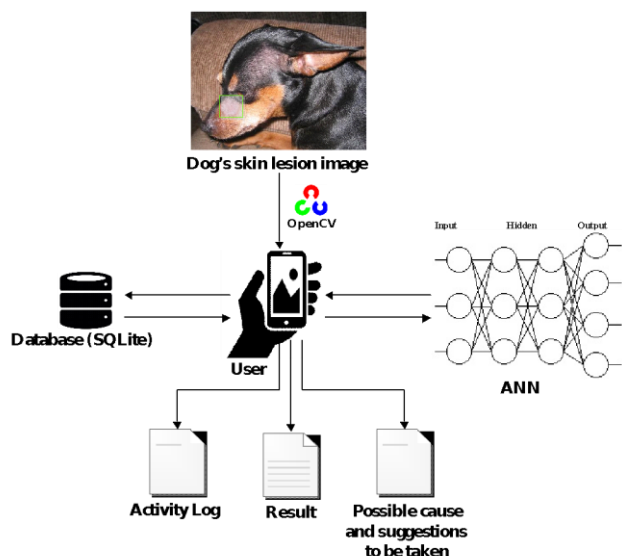 Dog's skin lesion image
OpenCV
Input
Hidden
Output
Database (SQLite)
User
ANN
Activity Log
Result
Possible cause
and suggestions
to be taken